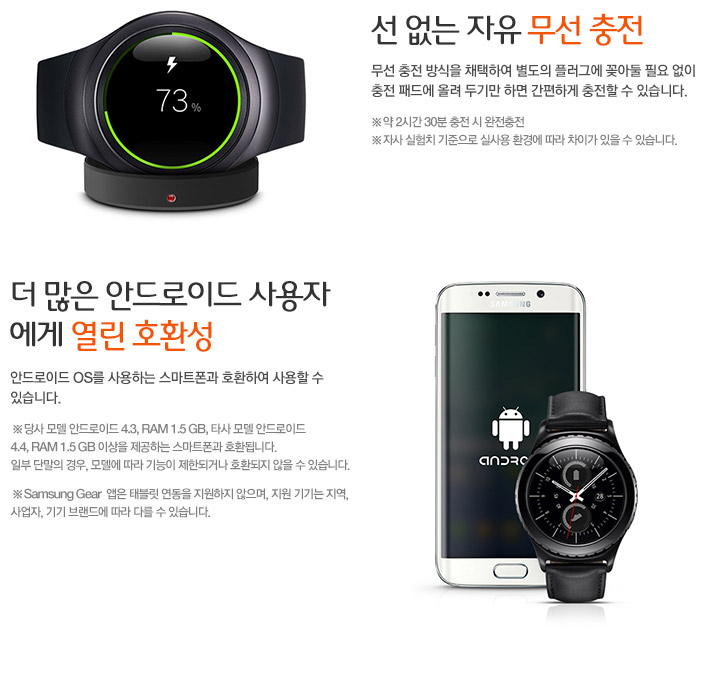 선 없는 자유 무선 충전
무선 충전 방식을 채택하여 별도의 플러그에 꽂아둘 필요 없이
충전 패드에 올려 두기만 하면 간편하게 충전할 수 있습니다.
※ 약 2시간 30분 충전 시 완전충전
※ 자사 실험치 기준으로 실사용 환경에 따라 차이가 있을 수 있습니다.
73%
더 많은 안드로이드 사용자
에게 열린 호환성
안드로이드 OS를 사용하는 스마트폰과 호환하여 사용할 수
있습니다.
※ 당사 모델 안드로이드 4.3, RAM 1.5 GB, 타사 모델 안드로이드
4.4, RAM 1.5 GB 이상을 제공하는 스마트폰과 호환됩니다.
일부 단말의 경우, 모델에 따라 기능이 제한되거나 호환되지 않을 수 있습니다.
※ Samsung Gear 앱은 태블릿 연동을 지원하지 않으며, 지원 기기는 지역,
사업자, 기기 브랜드에 따라 다를 수 있습니다.
SAMSUNG
ANDRO
28